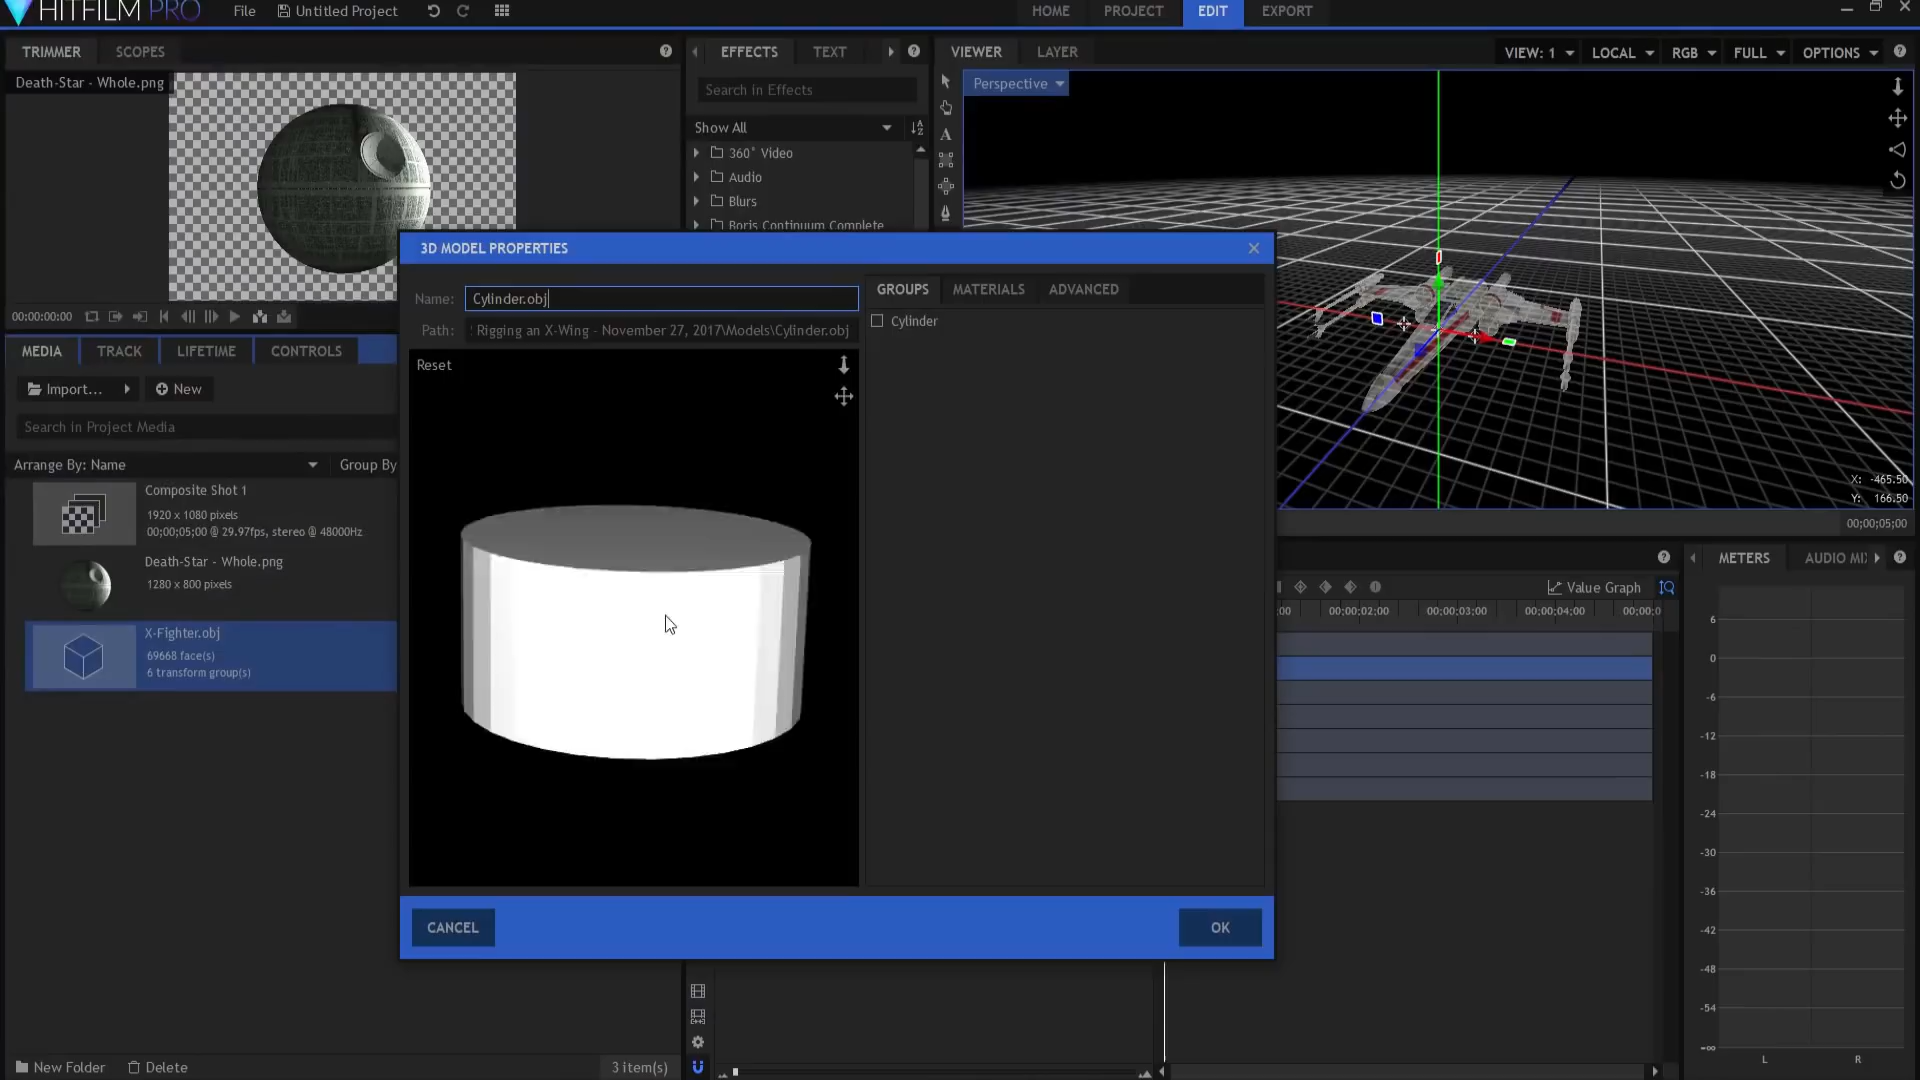 HITFILM PRO
File
Untitled Project
HOME
PROJECT
EDIT
EXPORT
TRIMMER
SCOPES
Death-Star - Whole.png
00:00:00:00
EFFECTS
TEXT
Search in Effects
Show All
360° Video
Audio
Blurs
Boris Continuum Complete
VIEWER
LAYER
VIEW: 1
LOCAL
RGB
FULL
OPTIONS
Perspective
X: -465.50
Y: 166.50
00;00;05;00
MEDIA
TRACK
LIFETIME
CONTROLS
Import...
New
Search in Project Media
Arrange By: Name
Group By
Composite Shot 1
1920 x 1080 pixels
00;00;05;00 @ 29.97fps, stereo @ 48000Hz
Death-Star - Whole.png
1280 x 800 pixels
X-Fighter.obj
69668 face(s)
6 transform group(s)
New Folder
Delete
3 item(s)
3D MODEL PROPERTIES
Name:
Cylinder.obj
Path:
Rigging an X-Wing - November 27, 2017\Models\Cylinder.obj
Reset
GROUPS
MATERIALS
ADVANCED
Cylinder
CANCEL
OK
Value Graph
:00
00;00;02;00
00;00;03;00
00;00;04;00
00;00;0
METERS
AUDIO MI
6
0
-6
-12
-18
-24
-30
-36
-42
-48
-54
-∞
L
R